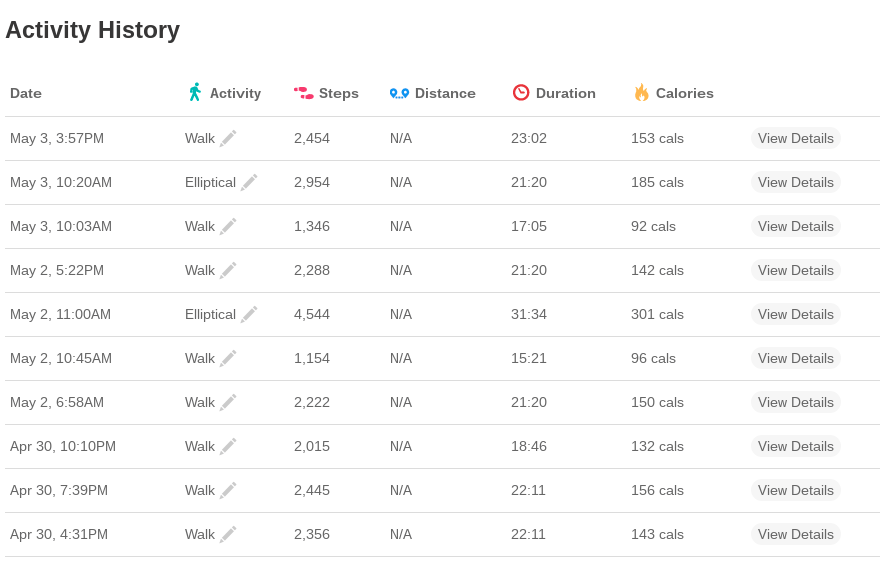 Activity History
Date Activity Steps Distance Duration Calories
May 3, 3:57PM Walk 2,454 N/A 23:02 153 cals View Details
May 3, 10:20AM Elliptical 2,954 N/A 21:20 185 cals View Details
May 3, 10:03AM Walk 1,346 N/A 17:05 92 cals View Details
May 2, 5:22PM Walk 2,288 N/A 21:20 142 cals View Details
May 2, 11:00AM Elliptical 4,544 N/A 31:34 301 cals View Details
May 2, 10:45AM Walk 1,154 N/A 15:21 96 cals View Details
May 2, 6:58AM Walk 2,222 N/A 21:20 150 cals View Details
Apr 30, 10:10PM Walk 2,015 N/A 18:46 132 cals View Details
Apr 30, 7:39PM Walk 2,445 N/A 22:11 156 cals View Details
Apr 30, 4:31PM Walk 2,356 N/A 22:11 143 cals View Details